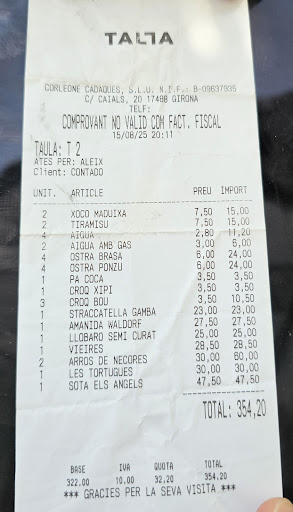 TALLA
CORLEONE CADAQUES, S.L.U. N.I.F.: B-09637935
C/ CAIALS, 20 17488 GIRONA
TELF:
COMPROVANT NO VALID COM FACT. FISCAL
15/08/25 20:11
TAULA: T 2
ATES PER: ALEIX
Client: CONTADO
UNIT. ARTICLE PREU IMPORT
2 XOCO MADUIXA 7,50 15,00
2 TIRAMISU 7,50 15,00
4 AIGUA 2,80 11,20
2 AIGUA AMB GAS 3,00 6,00
4 OSTRA BRASA 6,00 24,00
4 OSTRA PONZU 6,00 24,00
1 PA COCA 3,50 3,50
1 CROQ XIPI 3,50 3,50
3 CROQ BOU 3,50 10,50
1 STRACCATELLA GAMBA 23,00 23,00
1 AMANIDA WALDORF 27,50 27,50
1 LLOBARO SEMI CURAT 25,00 25,00
1 VIEIRES 28,50 28,50
2 ARROS DE NECORES 30,00 60,00
1 LES TORTUGUES 30,00 30,00
1 SOTA ELS ANGELS 47,50 47,50
TOTAL: 354,20
BASE IVA QUOTA TOTAL
322.00 10.00 32,20 354.20
*** GRACIES PER LA SEVA VISITA ***